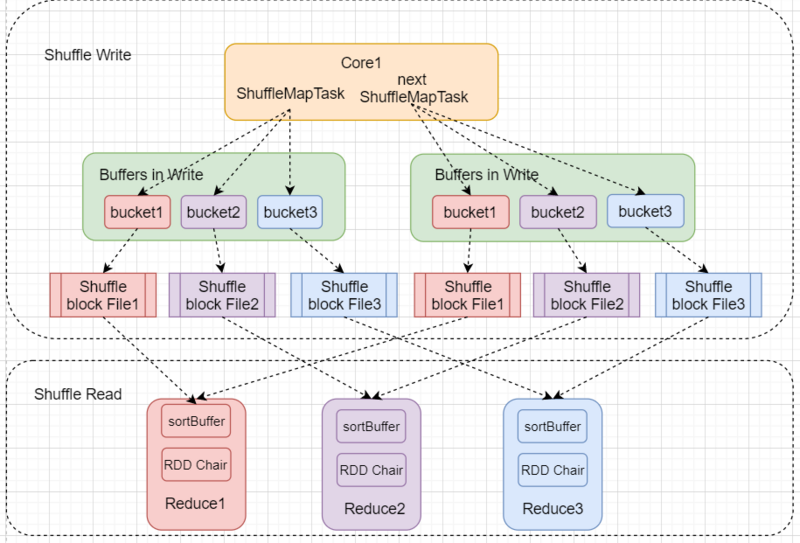 Shuffle Write
Core1
ShuffleMapTask
next
ShuffleMapTask
Buffers in Write
bucket1
bucket2
bucket3
Buffers in Write
bucket1
bucket2
bucket3
Shuffle
block File1
Shuffle
block File2
Shuffle
block File3
Shuffle
block File1
Shuffle
block File2
Shuffle
block File3
Shuffle Read
sortBuffer
RDD Chair
Reduce1
sortBuffer
RDD Chair
Reduce2
sortBuffer
RDD Chair
Reduce3